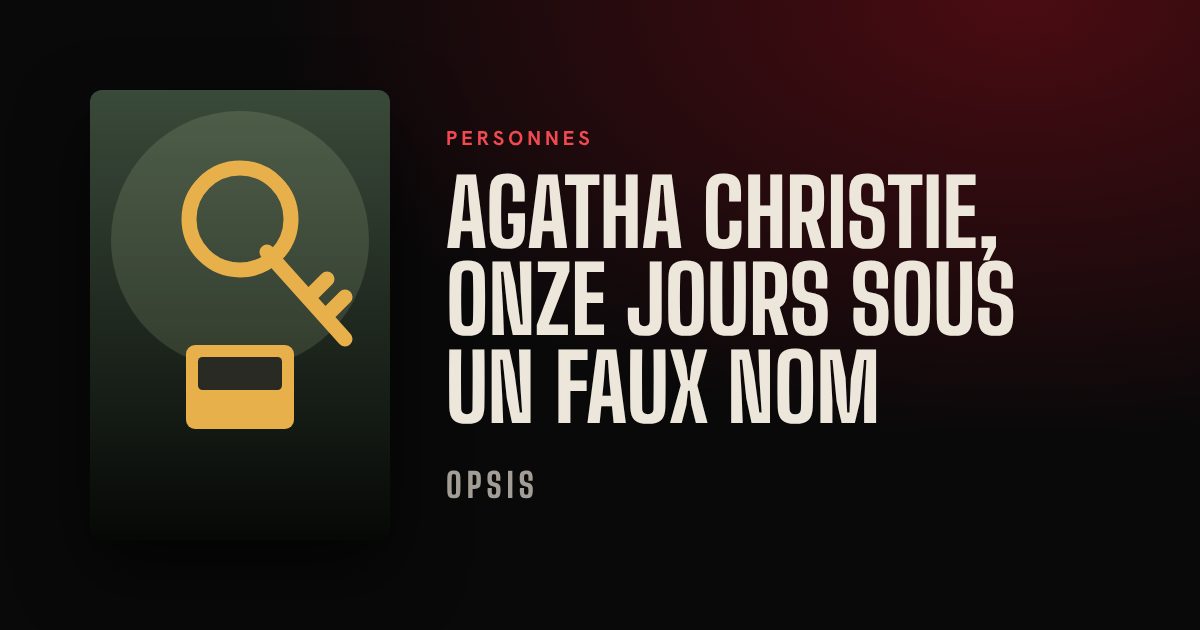 PERSONNES
AGATHA CHRISTIE,
ONZE JOURS SOUS
UN FAUX NOM
OPSIS